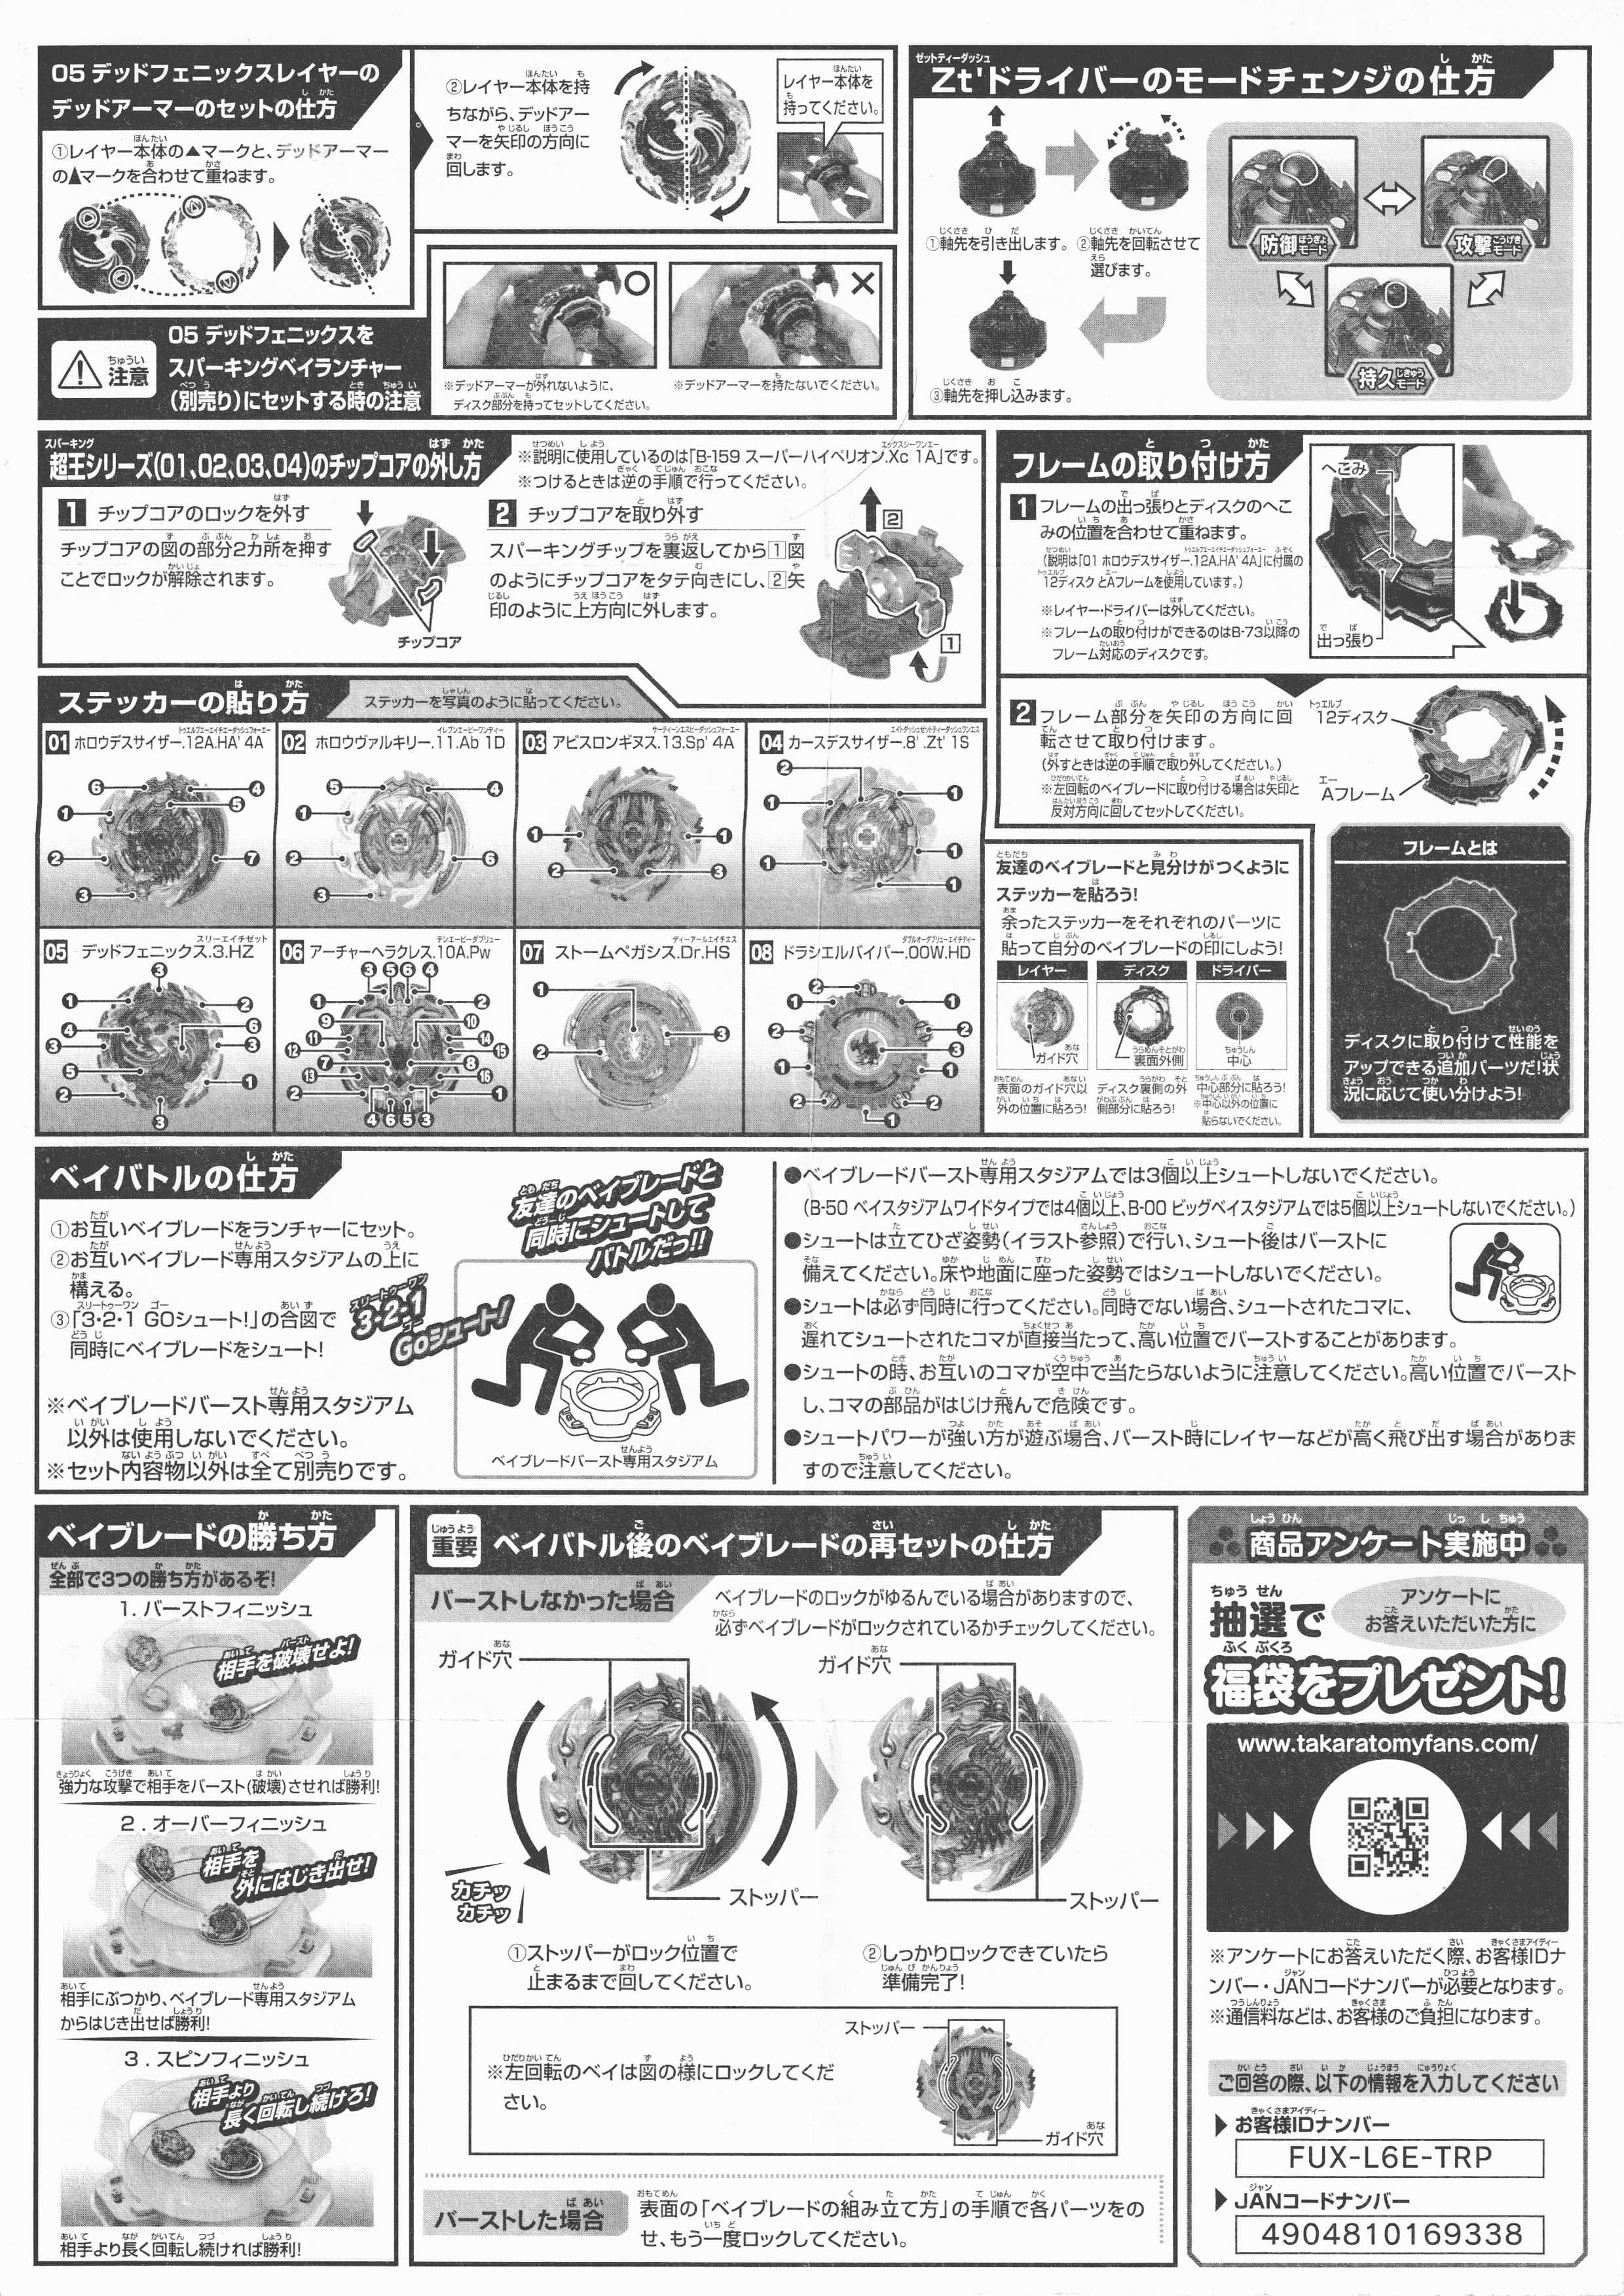 05 デッドフェニックスレイヤーの
デッドアーマーのセットの仕方
①レイヤー本体の▲マークと、デッドアーマー
の▲マークを合わせて重ねます。
②レイヤー本体を持
ちながら、デッドアー
マーを矢印の方向に
回します。
レイヤー本体を
持ってください。
注意
05 デッドフェニックスを
スパーキングベイランチャー
(別売り)にセットする時の注意
※デッドアーマーが外れないように、
ディスク部分を持ってセットしてください。
※デッドアーマーを持たないでください。
Zt'ドライバーのモードチェンジの仕方
①軸先を引き出します。
②軸先を回転させて
選びます。
③軸先を押し込みます。
防御モード
攻撃モード
持久モード
超王シリーズ(01、02、03、04)のチップコアの外し方
※説明に使用しているのは「B-159 スーパーハイペリオン.Xc 1A」です。
※つけるときは逆の手順で行ってください。
1 チップコアのロックを外す
チップコアの図の部分2カ所を押す
ことでロックが解除されます。
チップコア
2 チップコアを取り外す
スパーキングチップを裏返してから1図
のようにチップコアをタテ向きにし、2矢
印のように上方向に外します。
2
1
フレームの取り付け方
1 フレームの出っ張りとディスクのへこ
みの位置を合わせて重ねます。
(説明は「01 ホロウデスサイザー.12A.HA' 4A」に付属の
12ディスク とAフレームを使用しています。)
※レイヤー・ドライバーは外してください。
※フレームの取り付けができるのはB-73以降の
フレーム対応のディスクです。
へこみ
出っ張り
2 フレーム部分を矢印の方向に回
転させて取り付けます。
(外すときは逆の手順で取り外してください。)
※左回転のベイブレードに取り付ける場合は矢印と
反対方向に回してセットしてください。
12ディスク
Aフレーム
ステッカーの貼り方
ステッカーを写真のように貼ってください。
01 ホロウデスサイザー.12A.HA' 4A
02 ホロウヴァルキリー.11.Ab 1D
03 アビスロンギヌス.13.Sp' 4A
04 カースデスサイザー.8' .Zt' 1S
05 デッドフェニックス.3.HZ
06 アーチャーヘラクレス.10A.Pw
07 ストームペガシス.Dr.HS
08 ドラシエルバイパー.00W.HD
友達のベイブレードと見分けがつくように
ステッカーを貼ろう!
余ったステッカーをそれぞれのパーツに
貼って自分のベイブレードの印にしよう!
レイヤー
ディスク
ドライバー
ガイド穴
裏面外側
中心
表面のガイド穴以
外の位置に貼ろう!
ディスク裏側の外
側部分に貼ろう!
中心部分に貼ろう!
※中心以外の位置に
貼らないでください。
フレームとは
ディスクに取り付けて性能を
アップできる追加パーツだ!状
況に応じて使い分けよう!
ベイバトルの仕方
①お互いベイブレードをランチャーにセット。
②お互いベイブレード専用スタジアムの上に
構える。
③「3・2・1 GOシュート!」の合図で
同時にベイブレードをシュート!
※ベイブレードバースト専用スタジアム
以外は使用しないでください。
※セット内容物以外は全て別売りです。
友達のベイブレードと
同時にシュートして
バトルだっ!!
3・2・1
GOシュート!
ベイブレードバースト専用スタジアム
●ベイブレードバースト専用スタジアムでは3個以上シュートしないでください。
(B-50 ベイスタジアムワイドタイプでは4個以上、B-00 ビッグベイスタジアムでは5個以上シュートしないでください。)
●シュートは立てひざ姿勢(イラスト参照)で行い、シュート後はバーストに
備えてください。床や地面に座った姿勢ではシュートしないでください。
●シュートは必ず同時に行ってください。同時でない場合、シュートされたコマに、
遅れてシュートされたコマが直接当たって、高い位置でバーストすることがあります。
●シュートの時、お互いのコマが空中で当たらないように注意してください。高い位置でバースト
し、コマの部品がはじけ飛んで危険です。
●シュートパワーが強い方が遊ぶ場合、バースト時にレイヤーなどが高く飛び出す場合がありま
すので注意してください。
ベイブレードの勝ち方
全部で3つの勝ち方があるぞ!
1. バーストフィニッシュ
相手を破壊せよ!
強力な攻撃で相手をバースト(破壊)させれば勝利!
2. オーバーフィニッシュ
相手を
外にはじき出せ!
相手にぶつかり、ベイブレード専用スタジアム
からはじき出せば勝利!
3. スピンフィニッシュ
相手より
長く回転し続けろ!
相手より長く回転し続ければ勝利!
重要 ベイバトル後のベイブレードの再セットの仕方
バーストしなかった場合
ベイブレードのロックがゆるんでいる場合がありますので、
必ずベイブレードがロックされているかチェックしてください。
ガイド穴
ガイド穴
カチッ
カチッ
ストッパー
ストッパー
①ストッパーがロック位置で
止まるまで回してください。
②しっかりロックできていたら
準備完了!
※左回転のベイは図の様にロックしてくだ
さい。
ストッパー
ガイド穴
バーストした場合
表面の「ベイブレードの組み立て方」の手順で各パーツをの
せ、もう一度ロックしてください。
商品アンケート実施中
アンケートに
お答えいただいた方に
抽選で
福袋をプレゼント!
www.takaratomyfans.com/
※アンケートにお答えいただく際、お客様IDナ
ンバー・JANコードナンバーが必要となります。
※通信料などは、お客様のご負担になります。
ご回答の際、以下の情報を入力してください
お客様IDナンバー
FUX-L6E-TRP
JANコードナンバー
4904810169338